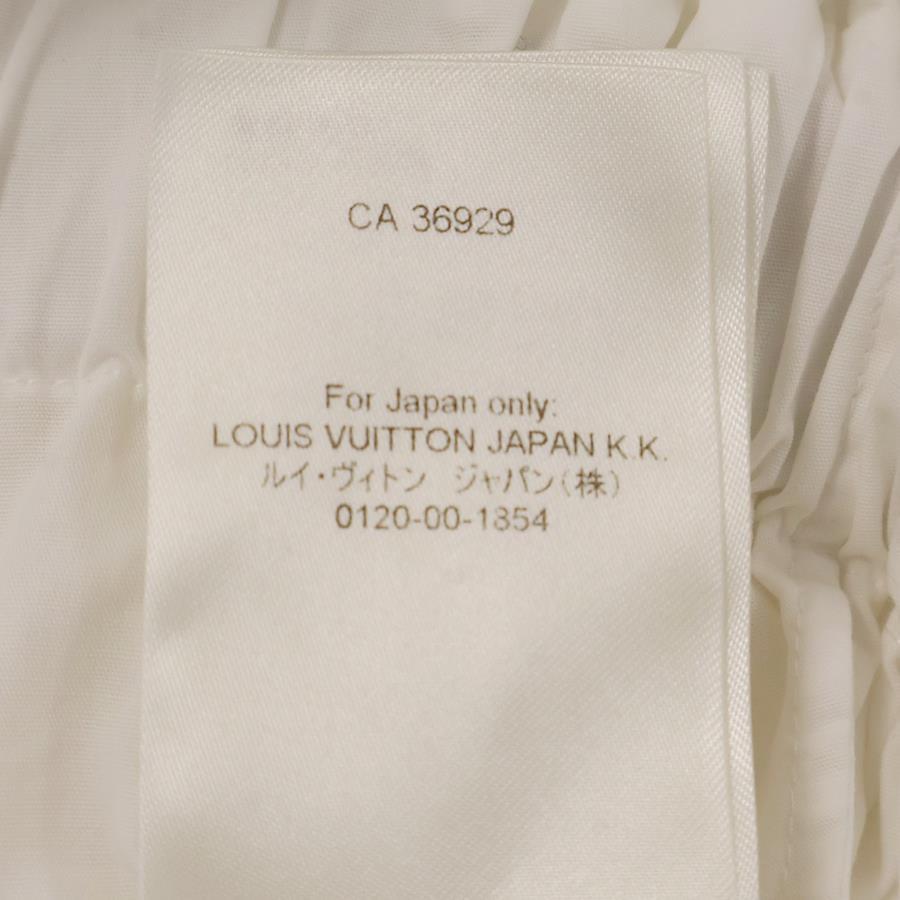 CA 36929
For Japan only:
LOUIS VUITTON JAPAN K.K.
ルイ・ヴィトン　ジャパン(株)
0120-00-1854